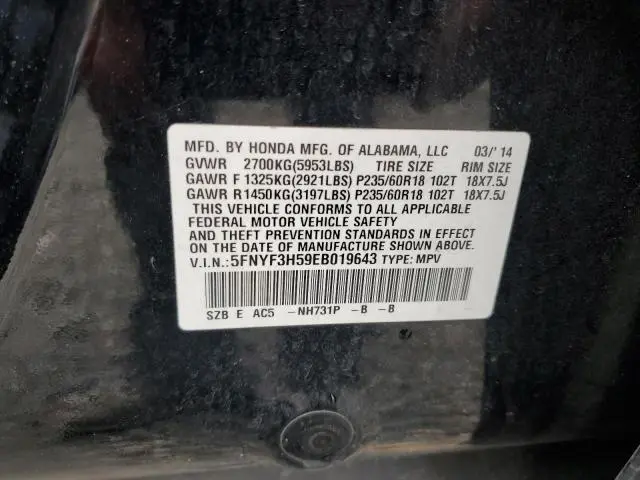 MFD. BY HONDA MFG. OF ALABAMA, LLC 03/'14
GVWR 2700KG(5953LBS) TIRE SIZE RIM SIZE
GAWR F 1325KG(2921LBS) P235/60R18 102T 18X7.5J
GAWR R1450KG(3197LBS) P235/60R18 102T 18X7.5J
THIS VEHICLE CONFORMS TO ALL APPLICABLE
FEDERAL MOTOR VEHICLE SAFETY
AND THEFT PREVENTION STANDARDS IN EFFECT
ON THE DATE OF MANUFACTURE SHOWN ABOVE.
V.I.N.:5FNYF3H59EB019643 TYPE: MPV
SZB E AC5 -NH731P -B -B -